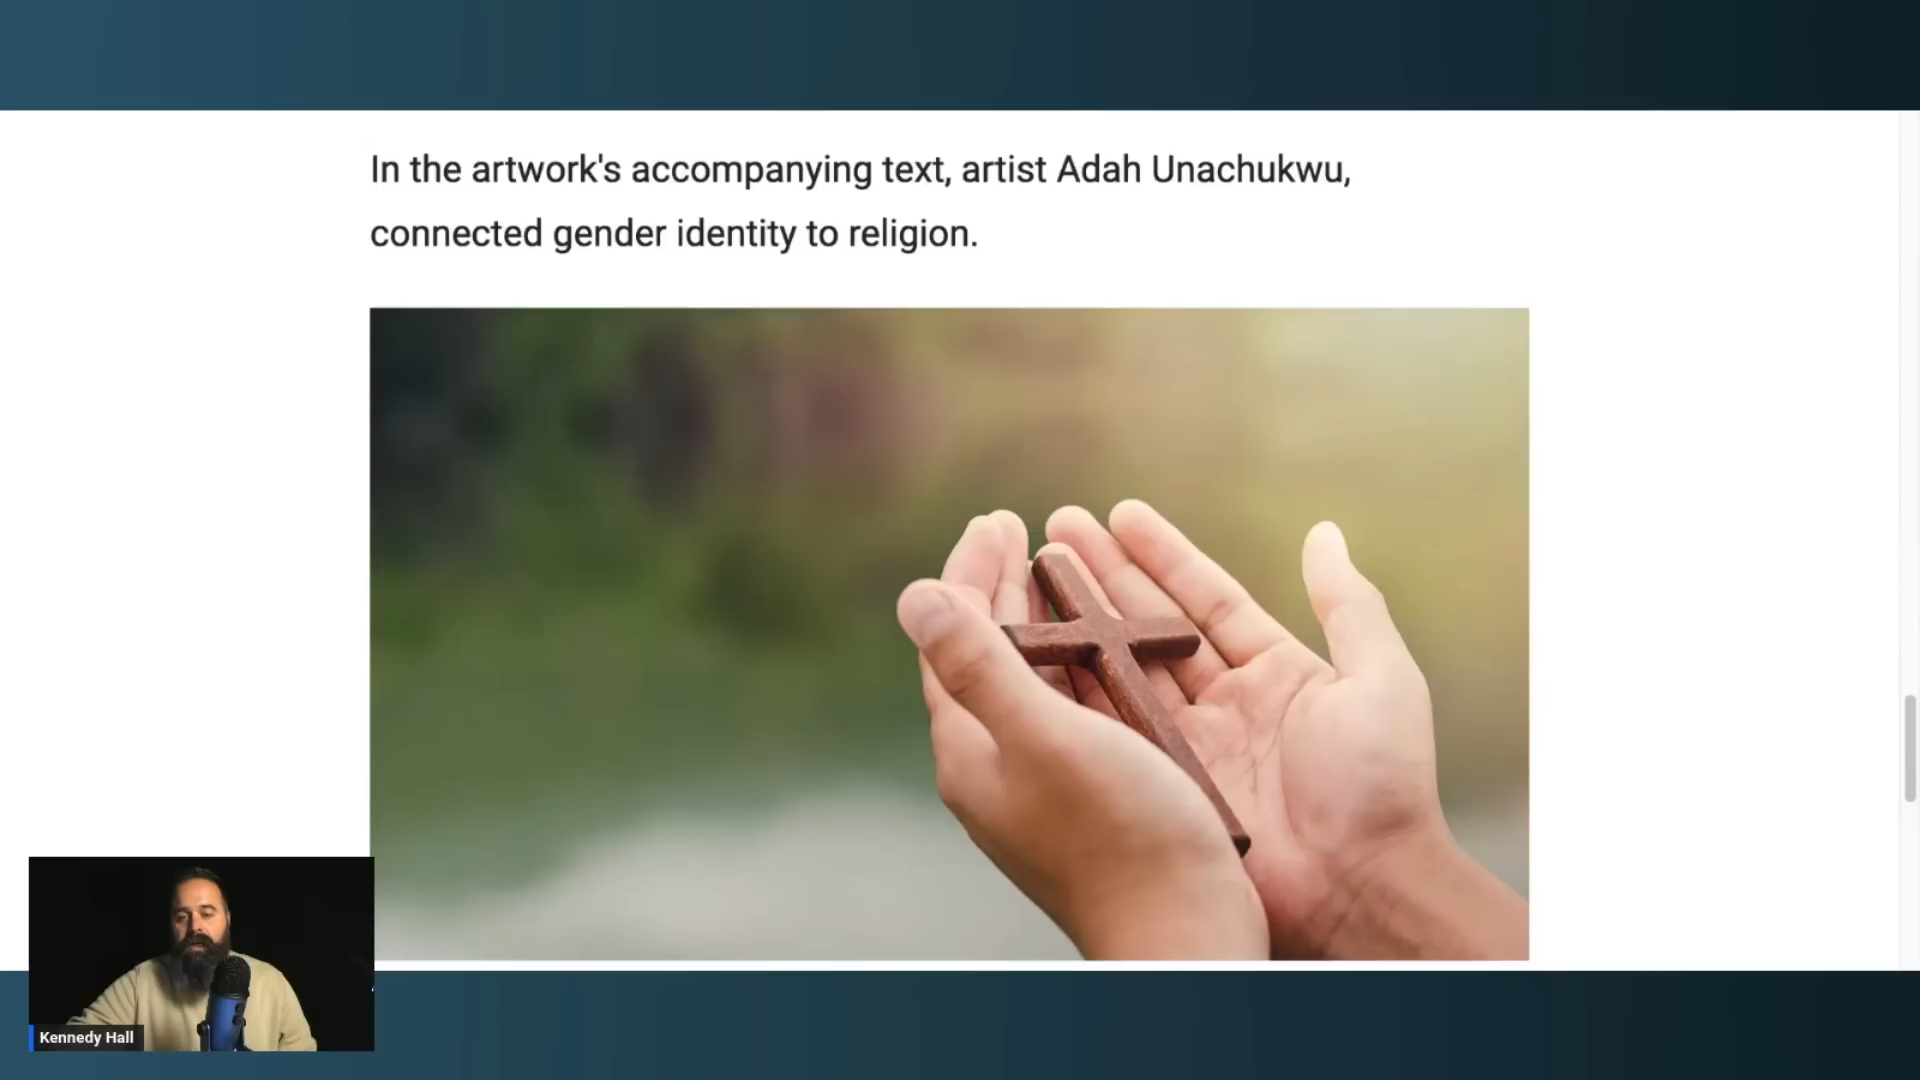 In the artwork's accompanying text, artist Adah Unachukwu,
connected gender identity to religion.
Kennedy Hall